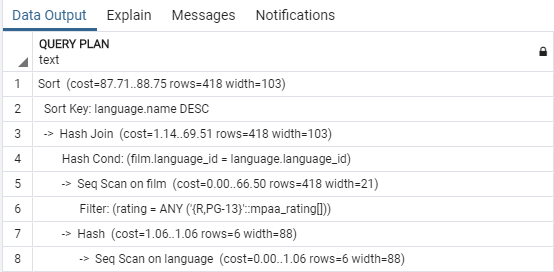 Data Output Explain Messages Notifications
QUERY PLAN
text
1 Sort (cost=87.71..88.75 rows=418 width=103)
2 Sort Key: language.name DESC
3 -> Hash Join (cost=1.14..69.51 rows=418 width=103)
4 Hash Cond: (film.language_id = language.language_id)
5 -> Seq Scan on film (cost=0.00..66.50 rows=418 width=21)
6 Filter: (rating = ANY ('{R,PG-13}'::mpaa_rating[]))
7 -> Hash (cost=1.06..1.06 rows=6 width=88)
8 -> Seq Scan on language (cost=0.00..1.06 rows=6 width=88)